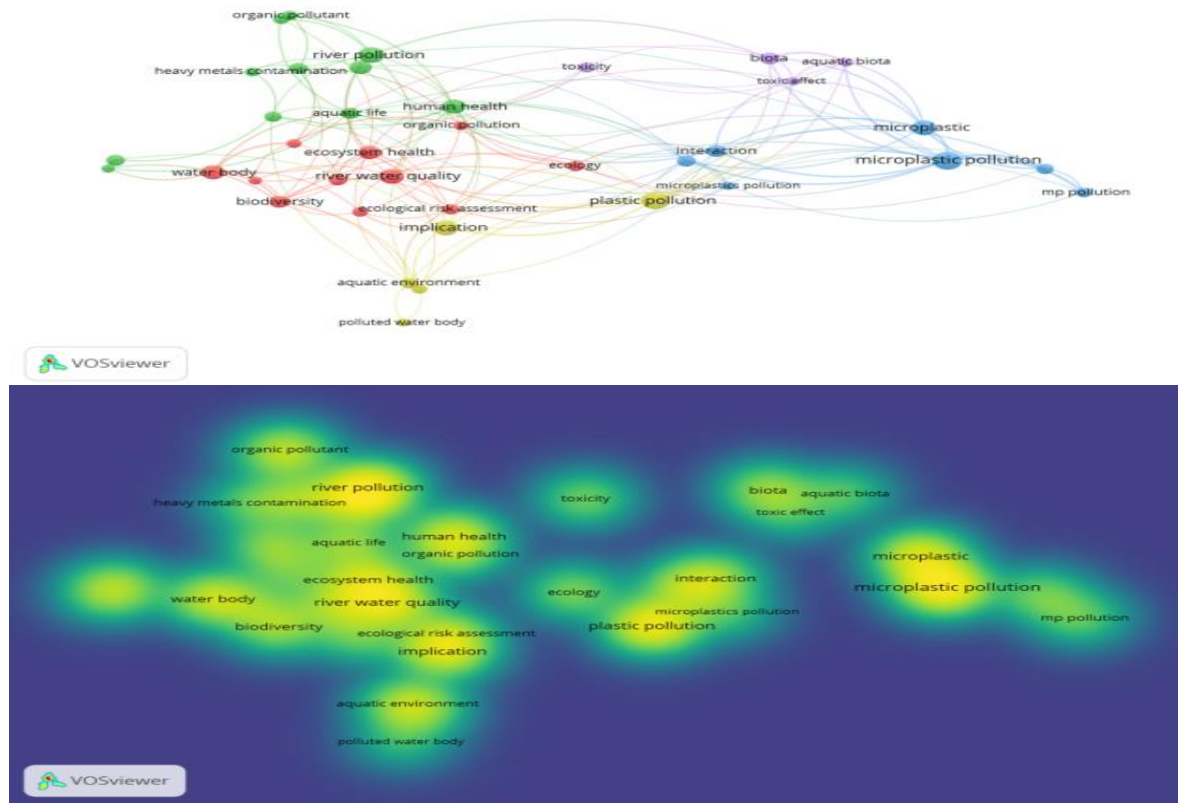 organic pollutant
river pollution
heavy metals contamination
toxicity
biota
aquatic biota
toxic effect
aquatic life
human health
organic pollution
microplastic
ecosystem health
interaction
microplastic pollution
water body
river water quality
ecology
microplastics pollution
mp pollution
biodiversity
ecological risk assessment
plastic pollution
implication
aquatic environment
polluted water body
VOSviewer
organic pollutant
river pollution
heavy metals contamination
toxicity
biota
aquatic biota
toxic effect
aquatic life
human health
organic pollution
microplastic
ecosystem health
interaction
microplastic pollution
water body
river water quality
ecology
microplastics pollution
mp pollution
biodiversity
ecological risk assessment
plastic pollution
implication
aquatic environment
polluted water body
VOSviewer